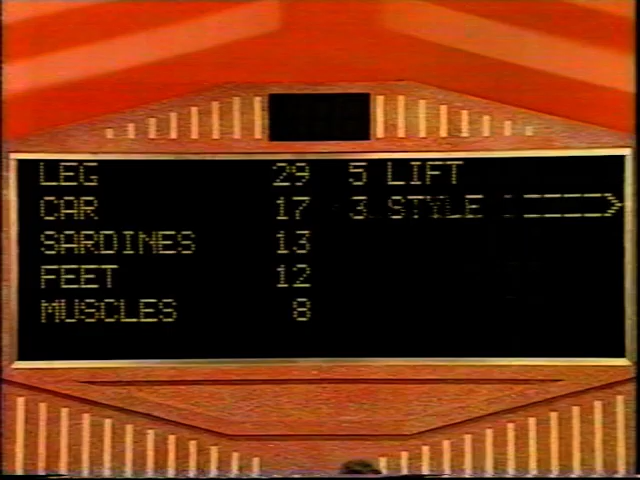 LEG 29 5 LIFT
CAR 17 3 STYLE
SARDINES 13
FEET 12
MUSCLES 8